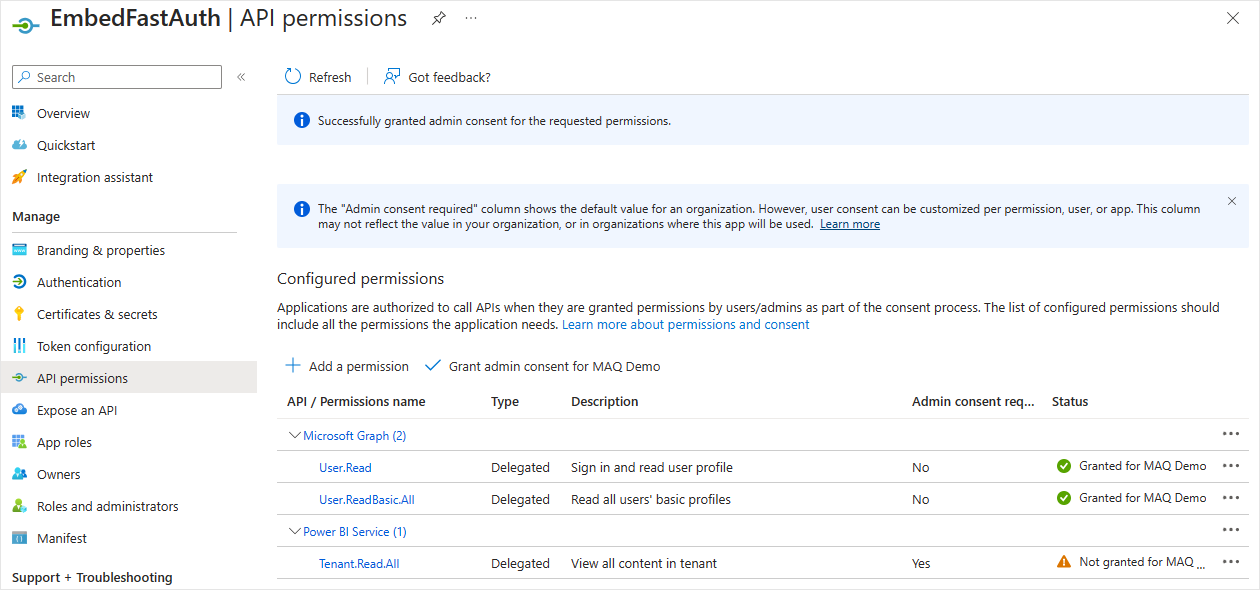 EmbedFastAuth | API permissions
Search
Refresh
Got feedback?
Overview
Quickstart
Integration assistant
Manage
Branding & properties
Authentication
Certificates & secrets
Token configuration
API permissions
Expose an API
App roles
Owners
Roles and administrators
Manifest
Support + Troubleshooting
Successfully granted admin consent for the requested permissions.
The "Admin consent required" column shows the default value for an organization. However, user consent can be customized per permission, user, or app. This column
may not reflect the value in your organization, or in organizations where this app will be used. Learn more
Configured permissions
Applications are authorized to call APIs when they are granted permissions by users/admins as part of the consent process. The list of configured permissions should
include all the permissions the application needs. Learn more about permissions and consent
Add a permission
Grant admin consent for MAQ Demo
API / Permissions name Type Description Admin consent req... Status
Microsoft Graph (2)
User.Read Delegated Sign in and read user profile No Granted for MAQ Demo
User.ReadBasic.All Delegated Read all users' basic profiles No Granted for MAQ Demo
Power BI Service (1)
Tenant.Read.All Delegated View all content in tenant Yes Not granted for MAQ ...